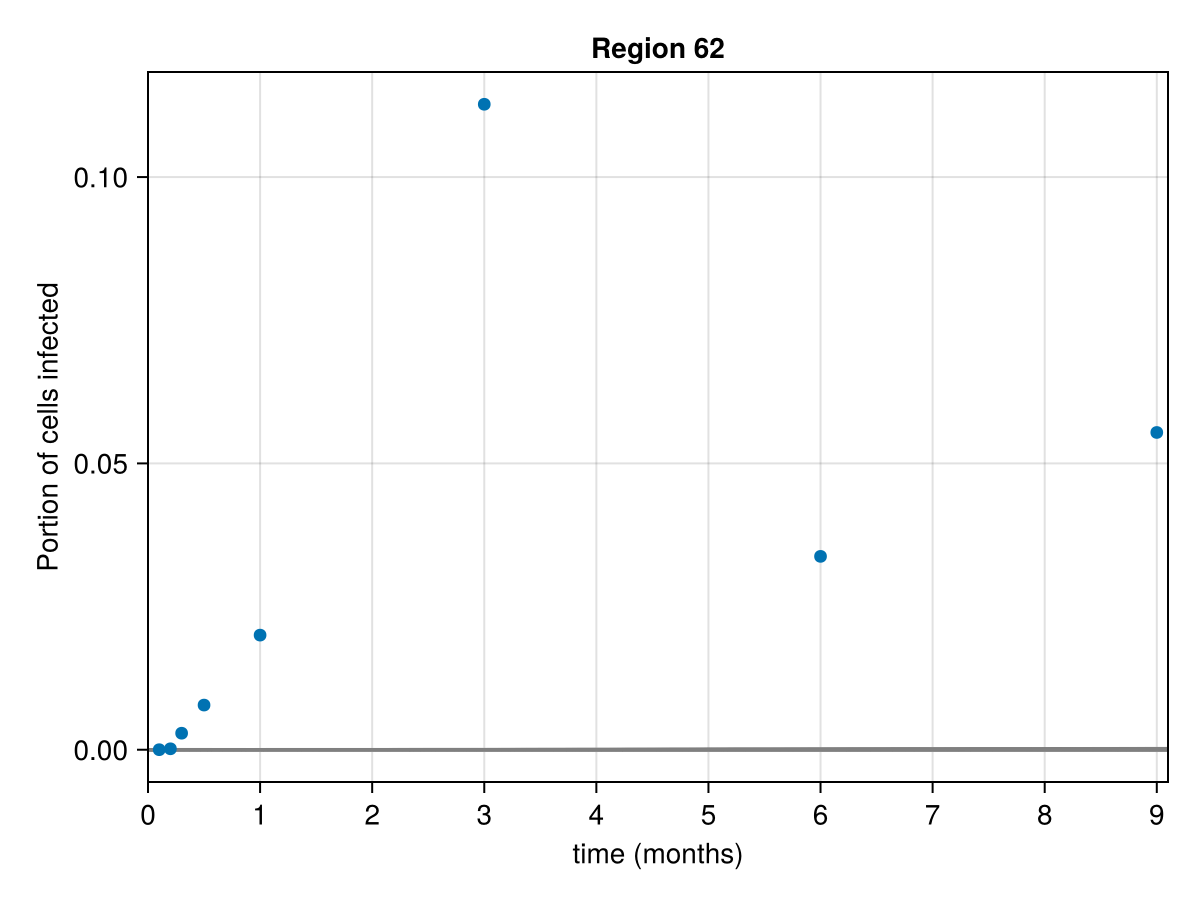 Region 62
0.10
0.05
0.00
Portion of cells infected
0 1 2 3 4 5 6 7 8 9
time (months)